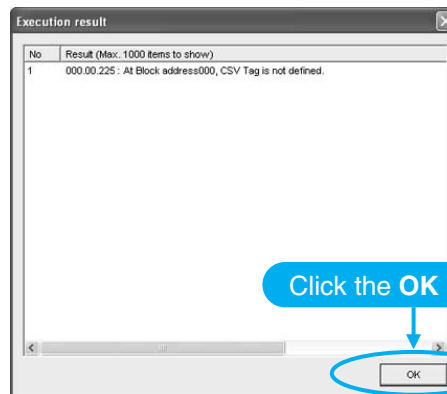 Execution result
No Result (Max. 1000 items to show)
1 000.00.225 : At Block address000, CSV Tag is not defined.
Click the OK
OK